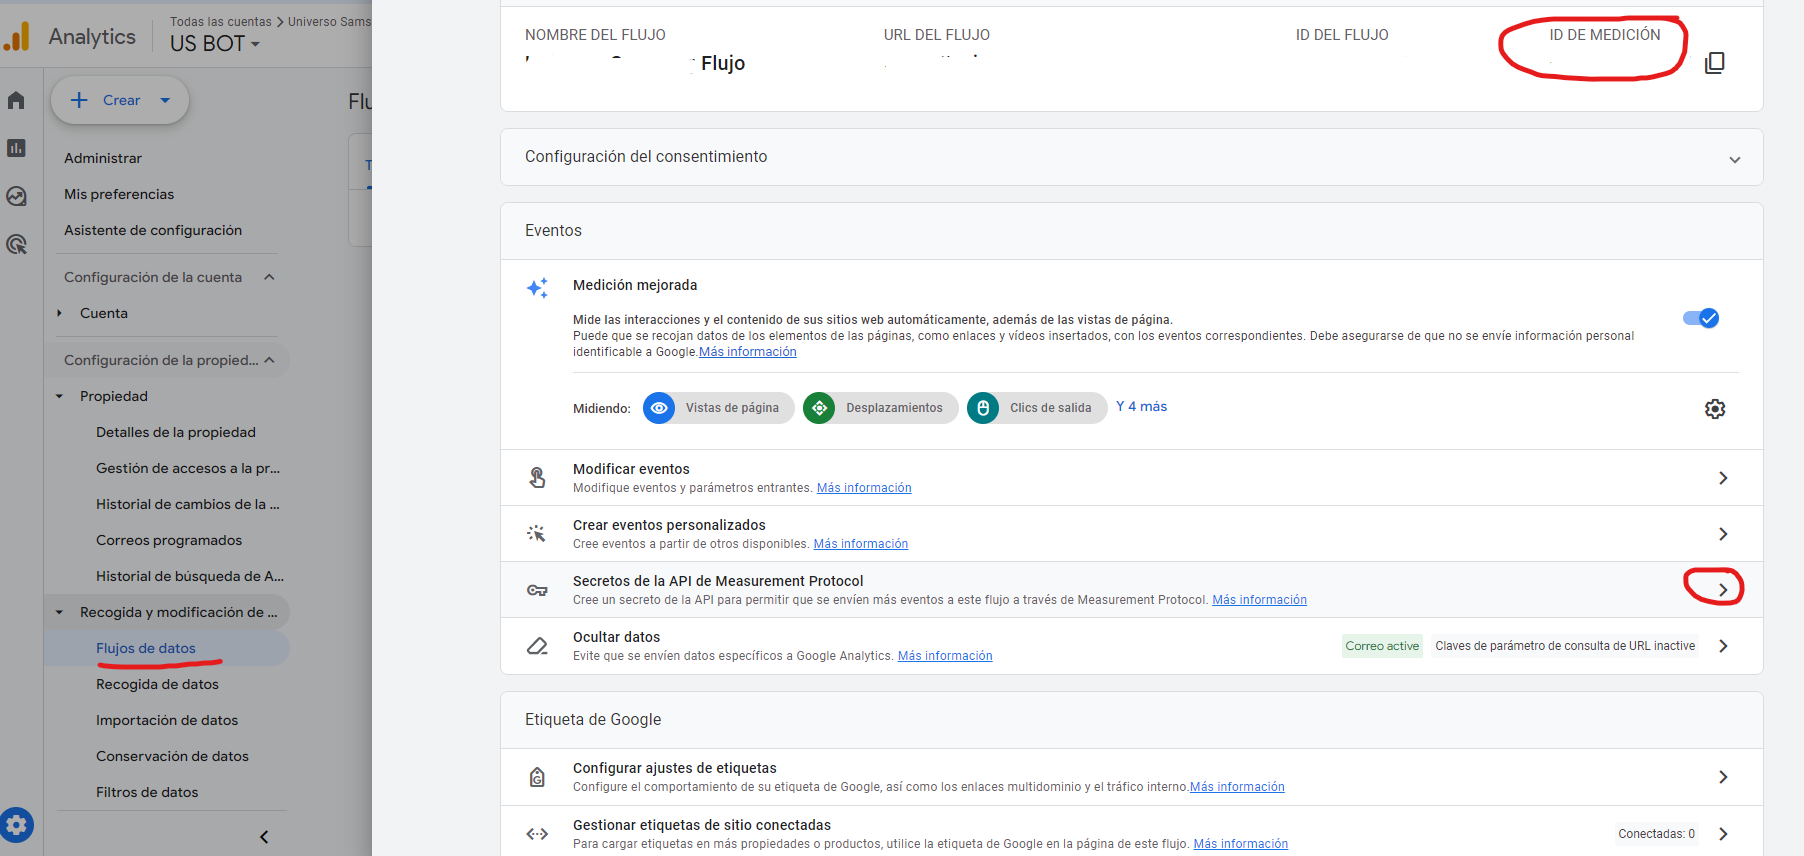 Analytics
Todas las cuentas > Universo Sams
US BOT
Crear
Administrar
Mis preferencias
Asistente de configuración
Configuración de la cuenta
Cuenta
Configuración de la propied...
Propiedad
Detalles de la propiedad
Gestión de accesos a la pr...
Historial de cambios de la ...
Correos programados
Historial de búsqueda de A...
Recogida y modificación de ...
Flujos de datos
Recogida de datos
Importación de datos
Conservación de datos
Filtros de datos
Flu
T
NOMBRE DEL FLUJO
Flujo
URL DEL FLUJO
ID DEL FLUJO
ID DE MEDICIÓN
Configuración del consentimiento
Eventos
Medición mejorada
Mide las interacciones y el contenido de sus sitios web automáticamente, además de las vistas de página.
Puede que se recojan datos de los elementos de las páginas, como enlaces y vídeos insertados, con los eventos correspondientes. Debe asegurarse de que no se envíe información personal
identificable a Google.Más información
Midiendo: Vistas de página Desplazamientos Clics de salida Y 4 más
Modificar eventos
Modifique eventos y parámetros entrantes. Más información
Crear eventos personalizados
Cree eventos a partir de otros disponibles. Más información
Secretos de la API de Measurement Protocol
Cree un secreto de la API para permitir que se envíen más eventos a este flujo a través de Measurement Protocol. Más información
Ocultar datos
Evite que se envíen datos específicos a Google Analytics. Más información
Correo active Claves de parámetro de consulta de URL inactive
Etiqueta de Google
Configurar ajustes de etiquetas
Configure el comportamiento de su etiqueta de Google, así como los enlaces multidominio y el tráfico interno.Más información
Gestionar etiquetas de sitio conectadas
Para cargar etiquetas en más propiedades o productos, utilice la etiqueta de Google en la página de este flujo. Más información
Conectadas: 0